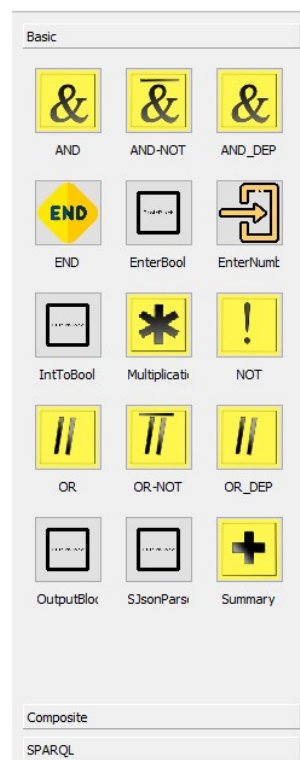 Basic
& & &
AND AND-NOT AND_DEP
END
END EnterBool EnterNumb
* !
IntToBool Multiplicati NOT
|| || ||
OR OR-NOT OR_DEP
+
OutputBloc SJsonParse Summary
Composite
SPARQL